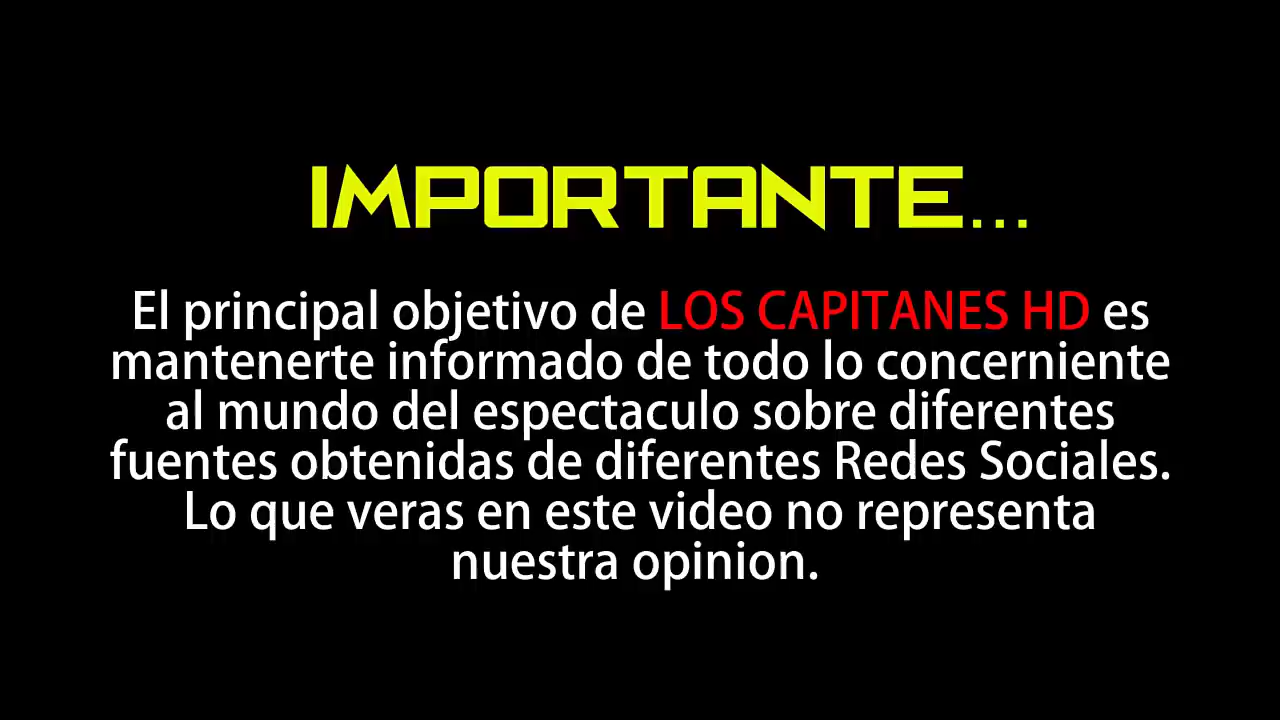 IMPORTANTE...
El principal objetivo de LOS CAPITANES HD es
mantenerte informado de todo lo concerniente
al mundo del espectaculo sobre diferentes
fuentes obtenidas de diferentes Redes Sociales.
Lo que veras en este video no representa
nuestra opinion.